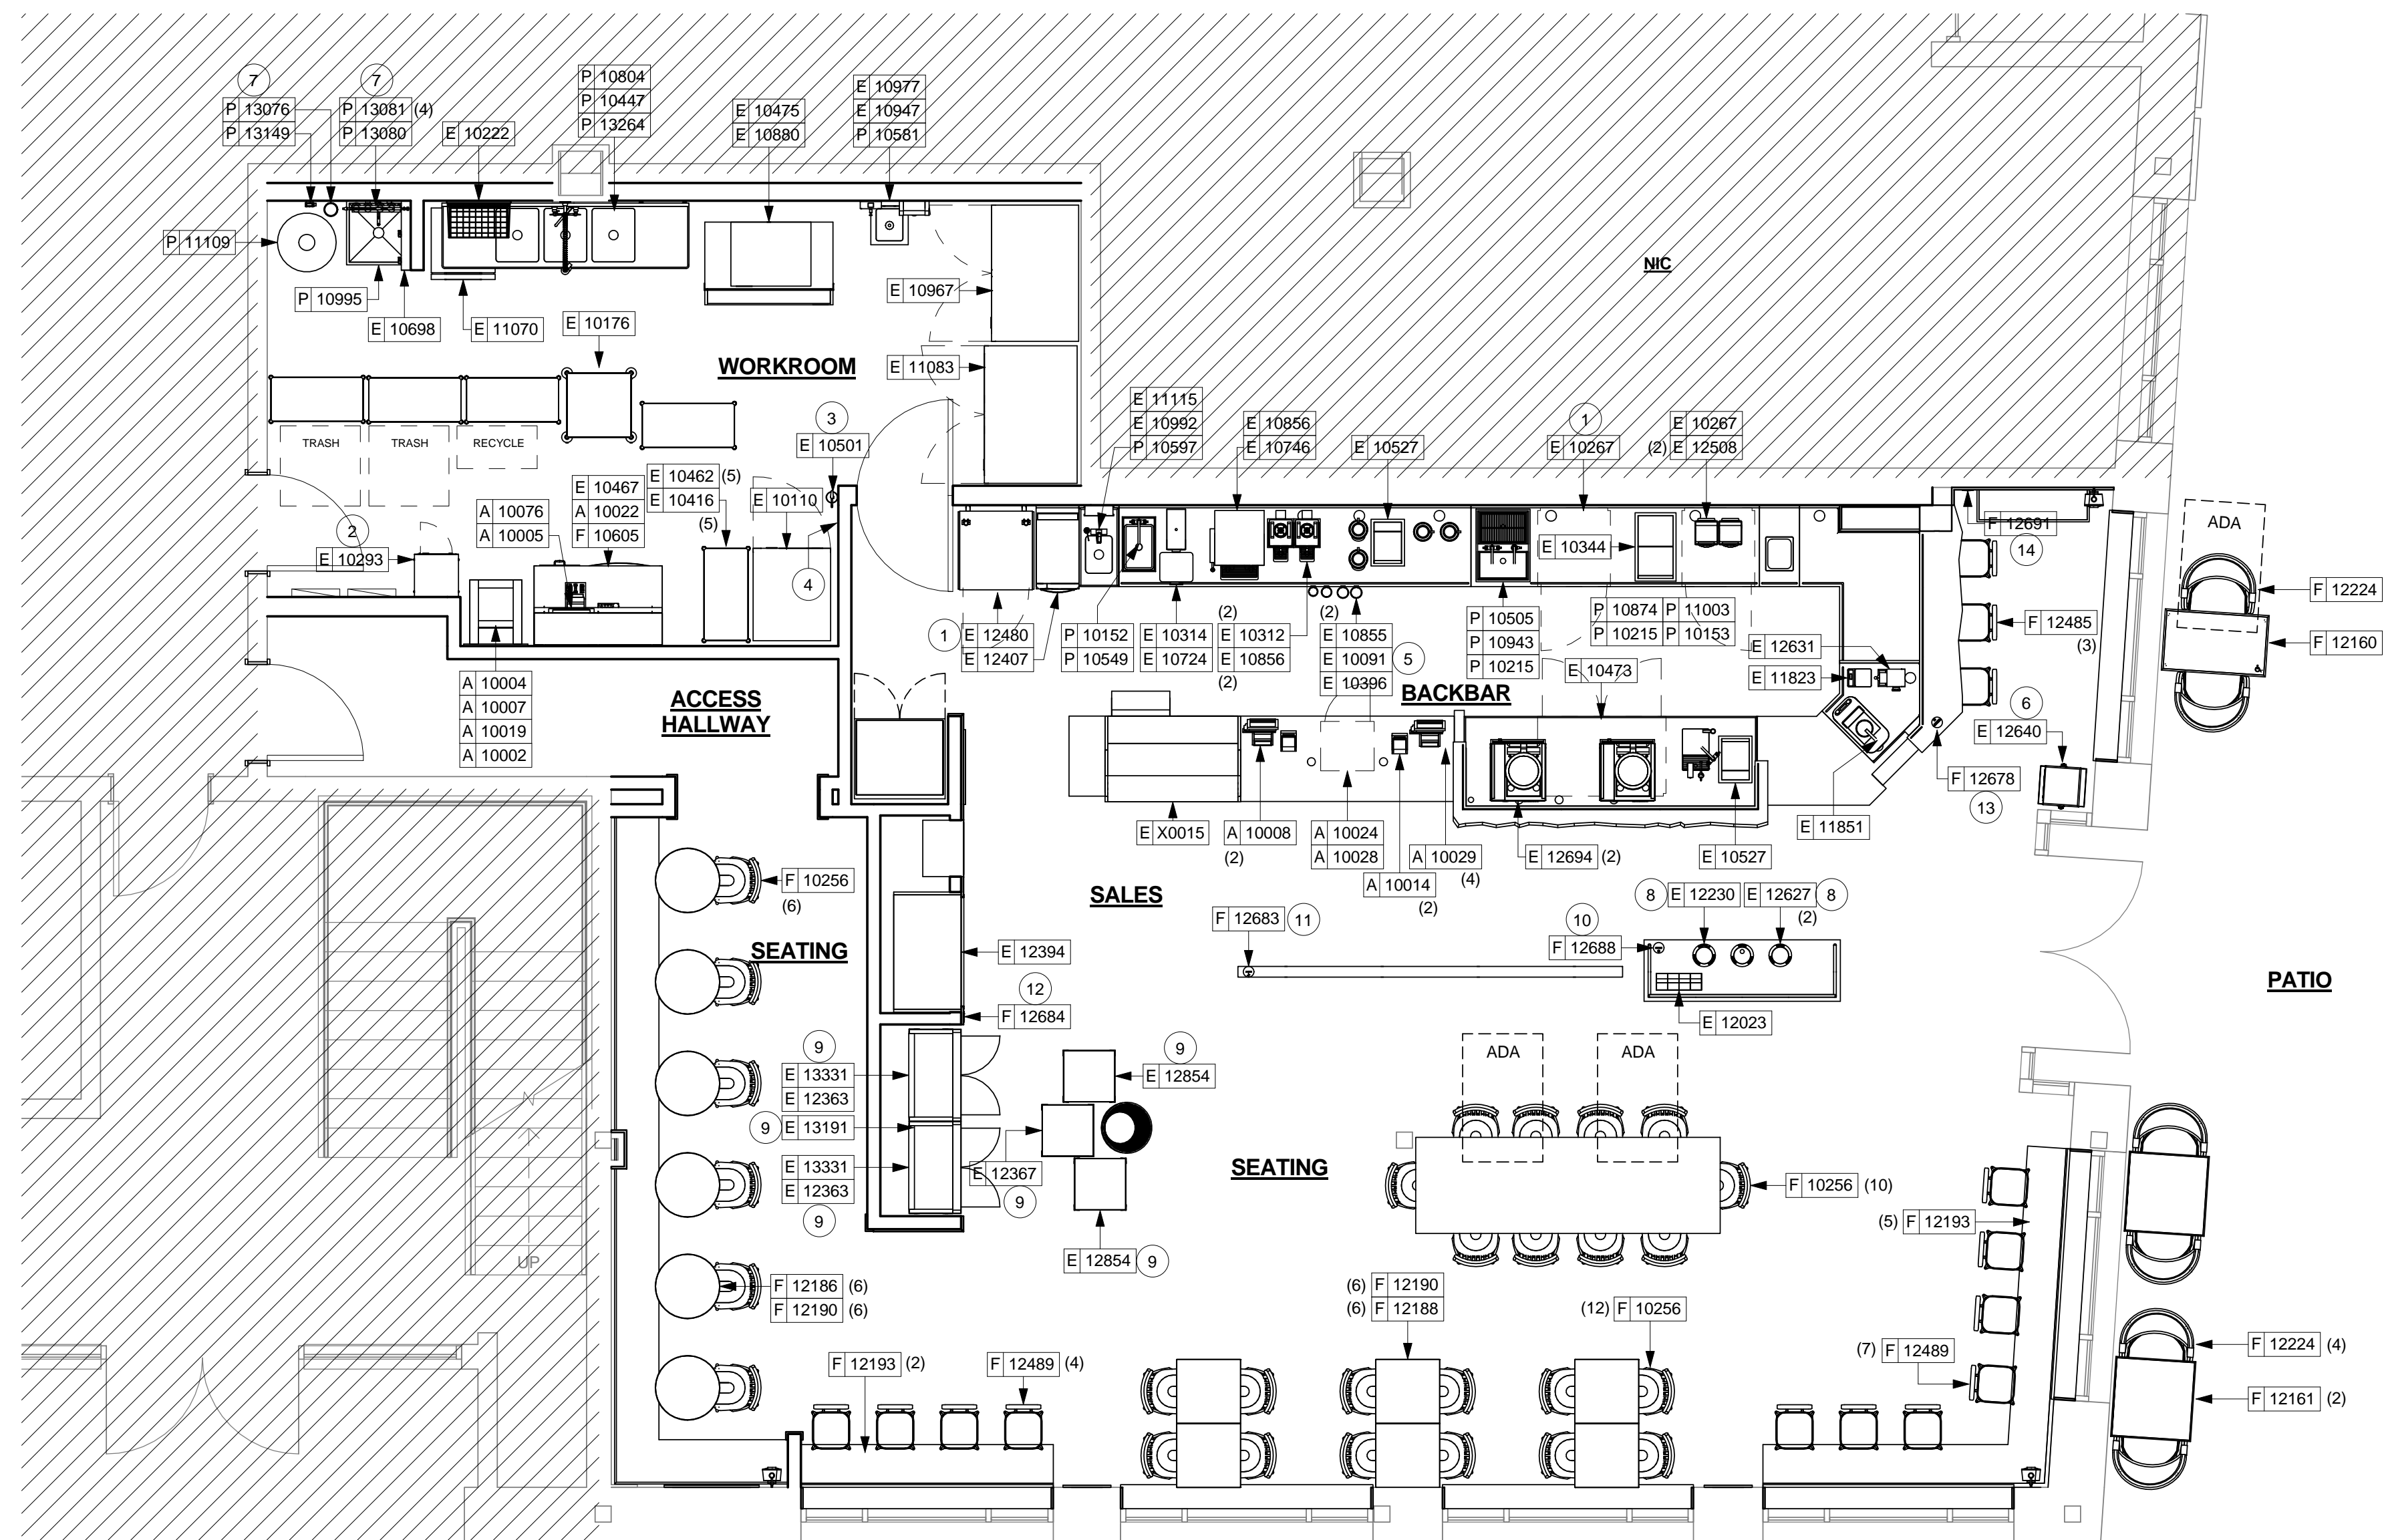 7
7
P 10804
P 10447
P 13264
P 13076
P 13149
P 13081 (4)
P 13080
E 10222
E 10475
E 10880
E 10977
E 10947
P 10581
P 11109
P 10995
E 10698
E 11070
E 10176
E 10967
E 11083
NIC
WORKROOM
TRASH
TRASH
RECYCLE
3
E 10501
E 11115
E 10992
P 10597
E 10856
E 10746
E 10527
1
E 10267
E 10267
(2) E 12508
2
E 10293
A 10076
A 10005
E 10467
A 10022
F 10605
E 10462 (5)
E 10416
(5)
E 10110
4
E 10344
F 12691
14
ADA
F 12224
F 12160
F 12485
(3)
1
E 12480
E 12407
P 10152
P 10549
E 10314
E 10724
(2)
E 10312
E 10856
(2)
(2)
E 10855
E 10091
E 10396
5
P 10505
P 10943
P 10215
P 10874 P 11003
P 10215 P 10153
E 12631
E 11823
E 10473
BACKBAR
A 10004
A 10007
A 10019
A 10002
ACCESS
HALLWAY
6
E 12640
F 12678
13
E 11851
E X0015
A 10008
(2)
A 10024
A 10028
A 10014
(2)
A 10029
(4)
E 12694 (2)
E 10527
F 10256
(6)
SALES
8 E 12230
E 12627 8
(2)
F 12683 11
10
F 12688
E 12023
SEATING
E 12394
12
F 12684
PATIO
9
E 13331
E 12363
9 E 13191
E 13331
E 12363
9
9
E 12854
E 12367
9
E 12854 9
ADA
ADA
SEATING
F 10256 (10)
(5) F 12193
UP
N
F 12186 (6)
F 12190 (6)
(6) F 12190
(6) F 12188
(12) F 10256
F 12193 (2)
F 12489 (4)
(7) F 12489
F 12224 (4)
F 12161 (2)